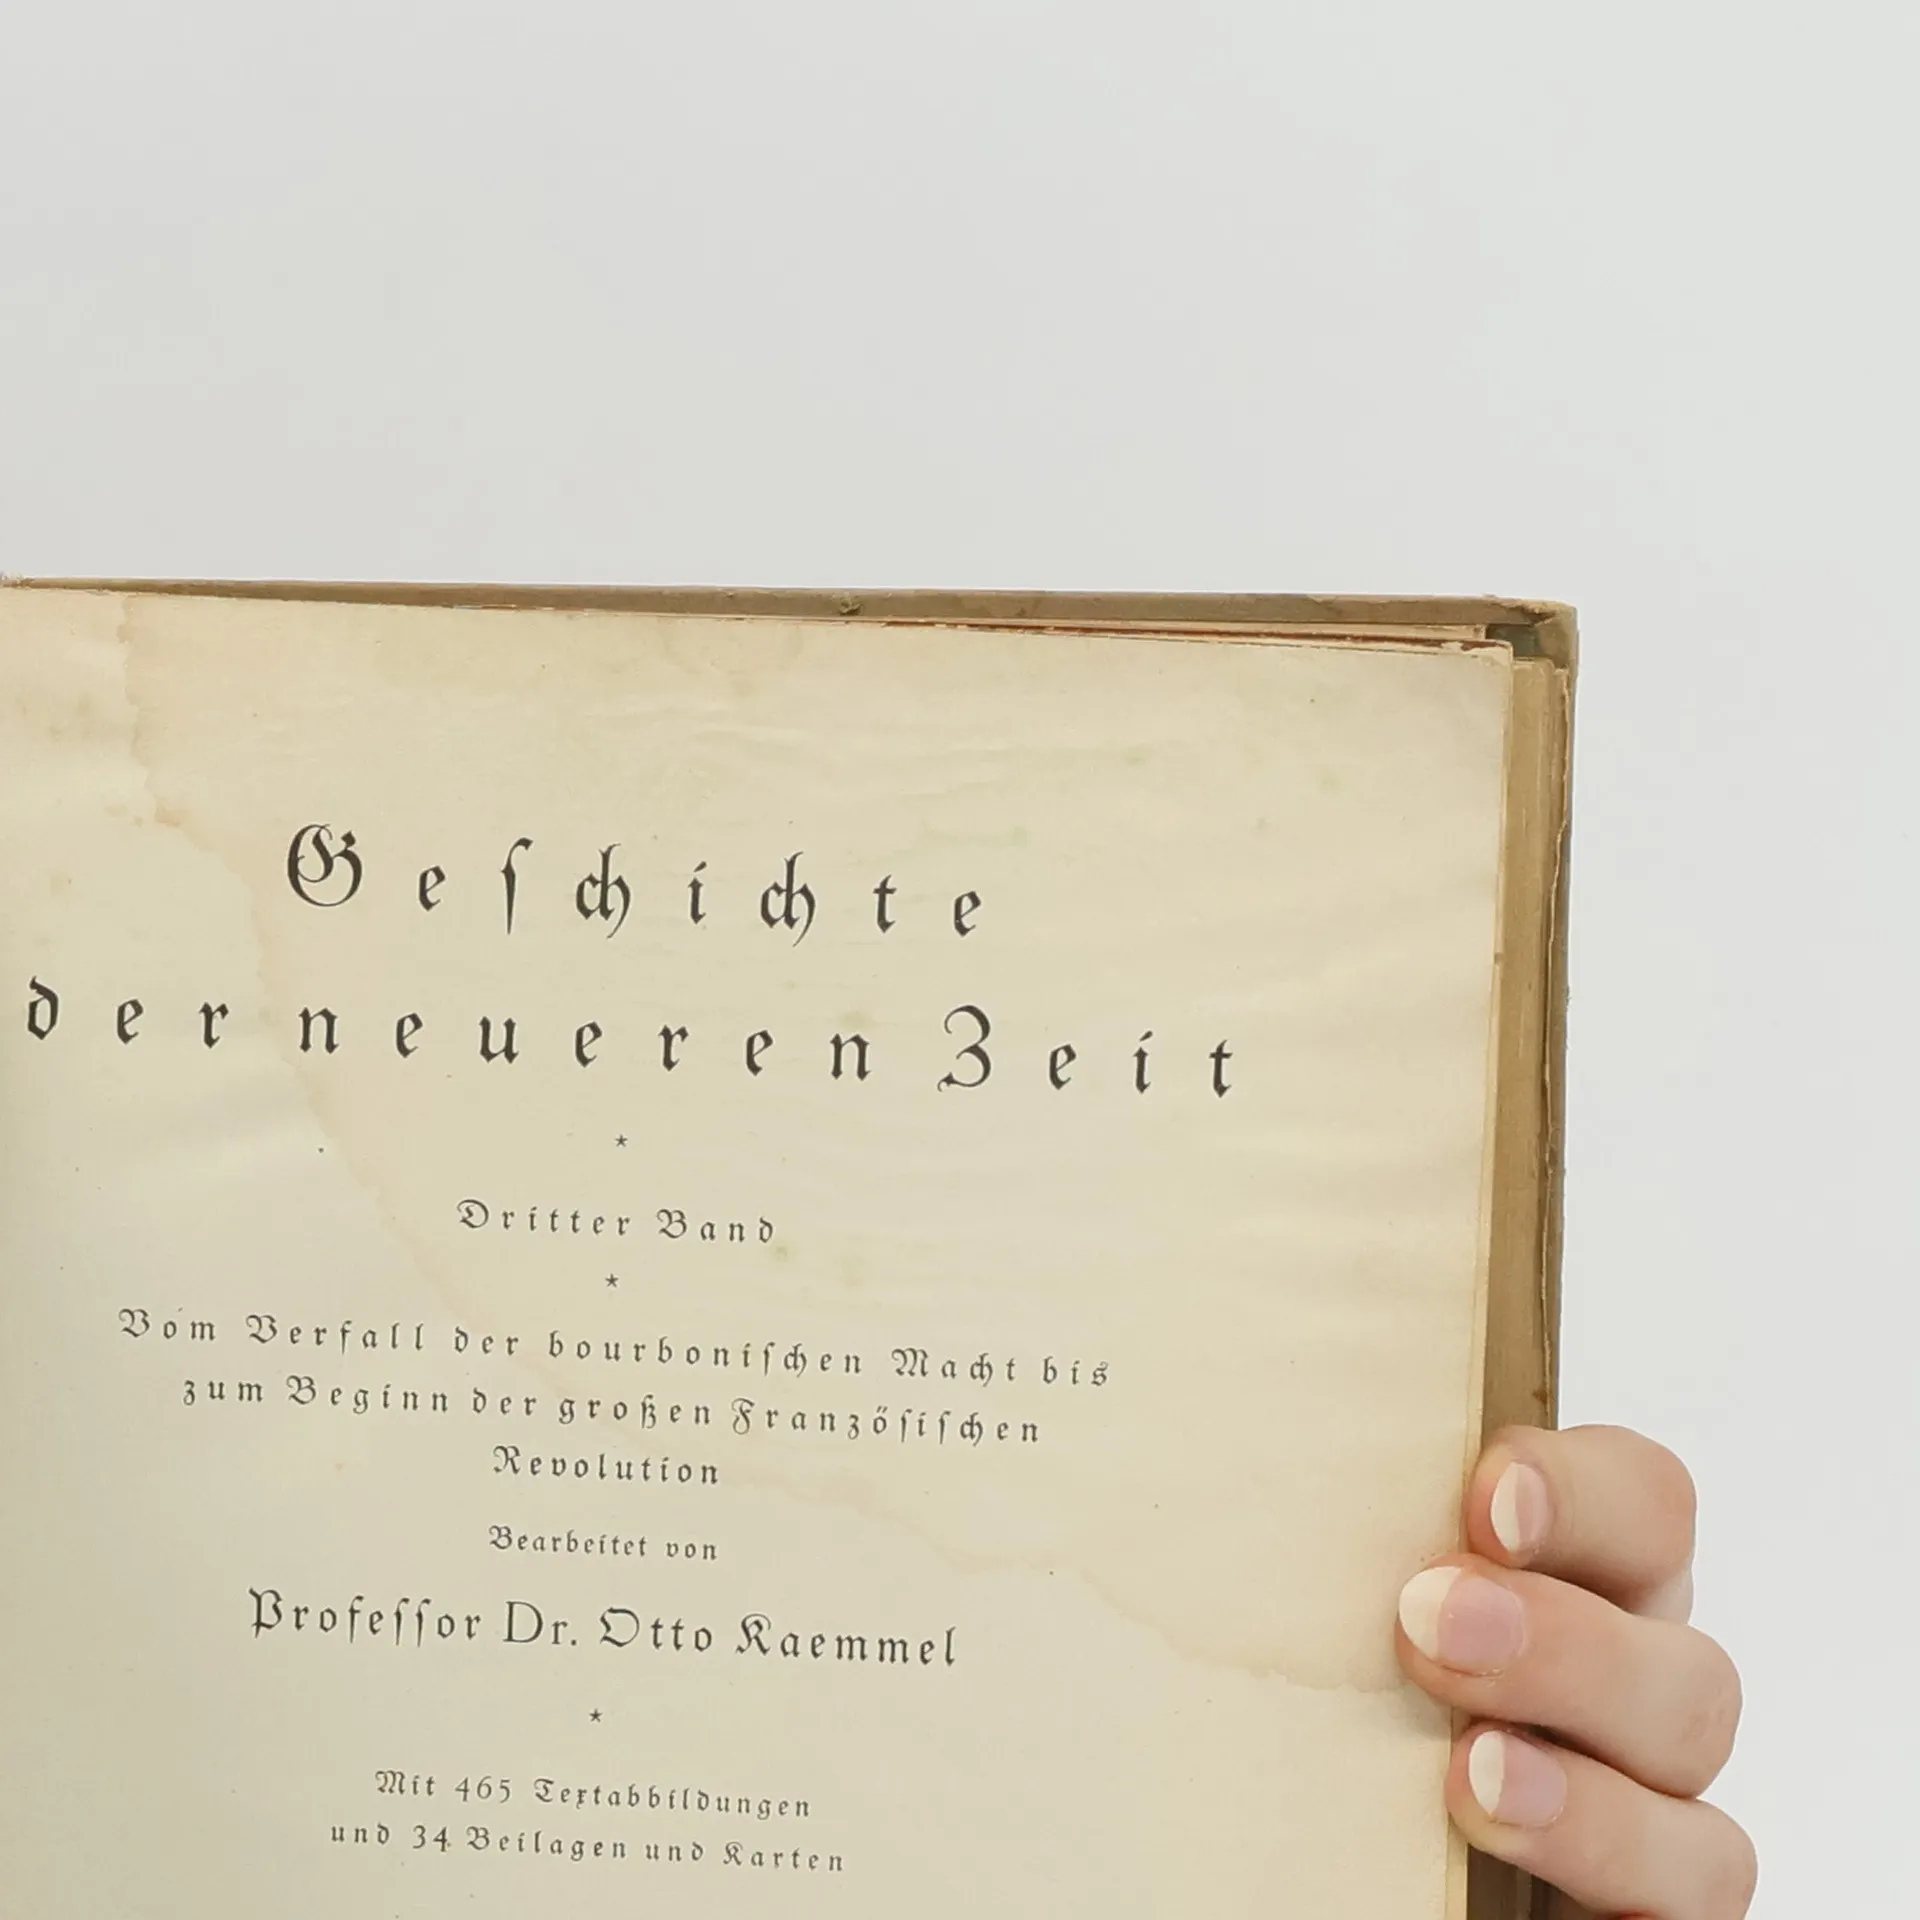 Geſchichte
der neueren Zeit
*
Dritter Band
*
Vom Verfall der bourboniſchen Macht bis
zum Beginn der großen Franzöſiſchen
Revolution
Bearbeitet von
Profeſſor Dr. Otto Kaemmel
*
Mit 465 Textabbildungen
und 34 Beilagen und Karten